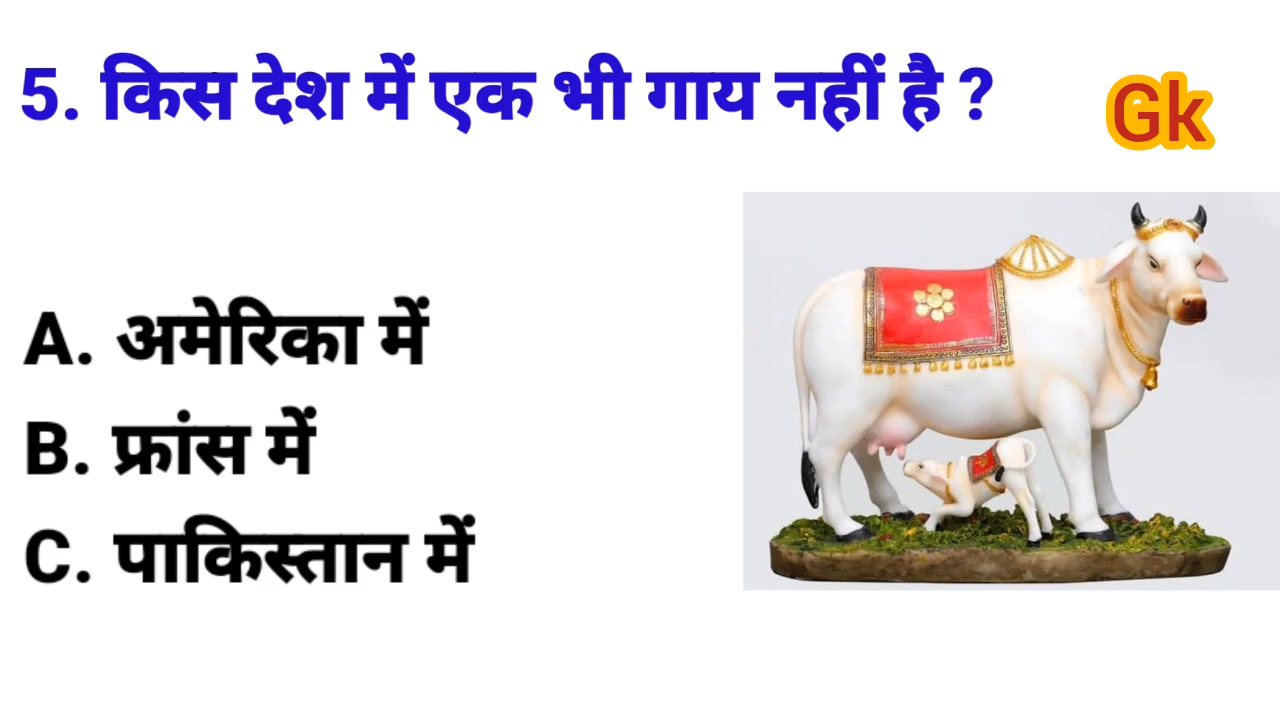 5. किस देश में एक भी गाय नहीं है ?
Gk
A. अमेरिका में
B. फ्रांस में
C. पाकिस्तान में